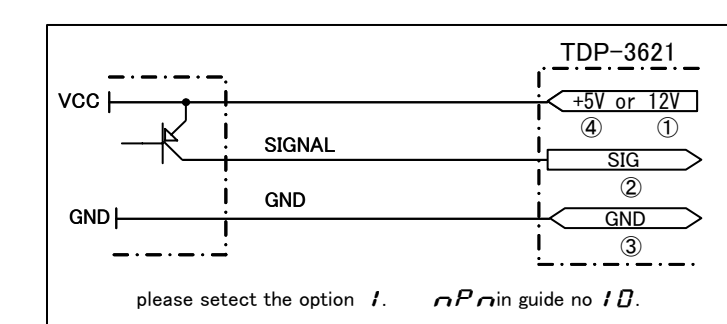 TDP-3621
VCC
+5V or 12V
④ ①
SIGNAL
SIG
②
GND
GND
GND
③
please setect the option 1. nPn in guide no 10.